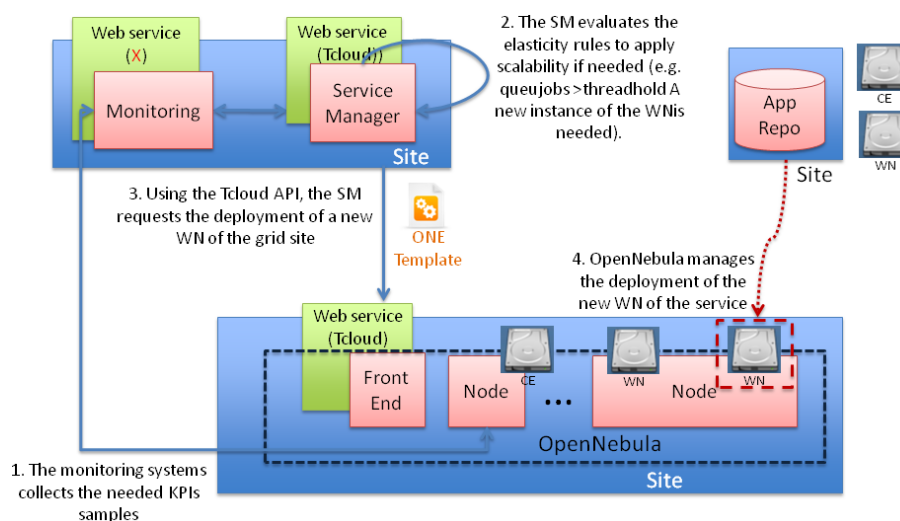 Web service
(X)
Monitoring
Web service
(Tcloud))
Service
Manager
Site
2. The SM evaluates the
elasticity rules to apply
scalability if needed (e.g.
queujobs>threadhold A
new instance of the WNis
needed).
App
Repo
Site
CE
WN
3. Using the Tcloud API, the SM
requests the deployment of a new
WN of the grid site
ONE
Template
4. OpenNebula manages
the deployment of the
new WN of the service
Web service
(Tcloud)
Front
End
CE
Node
...
WN
Node
WN
OpenNebula
Site
1. The monitoring systems
collects the needed KPIs
samples